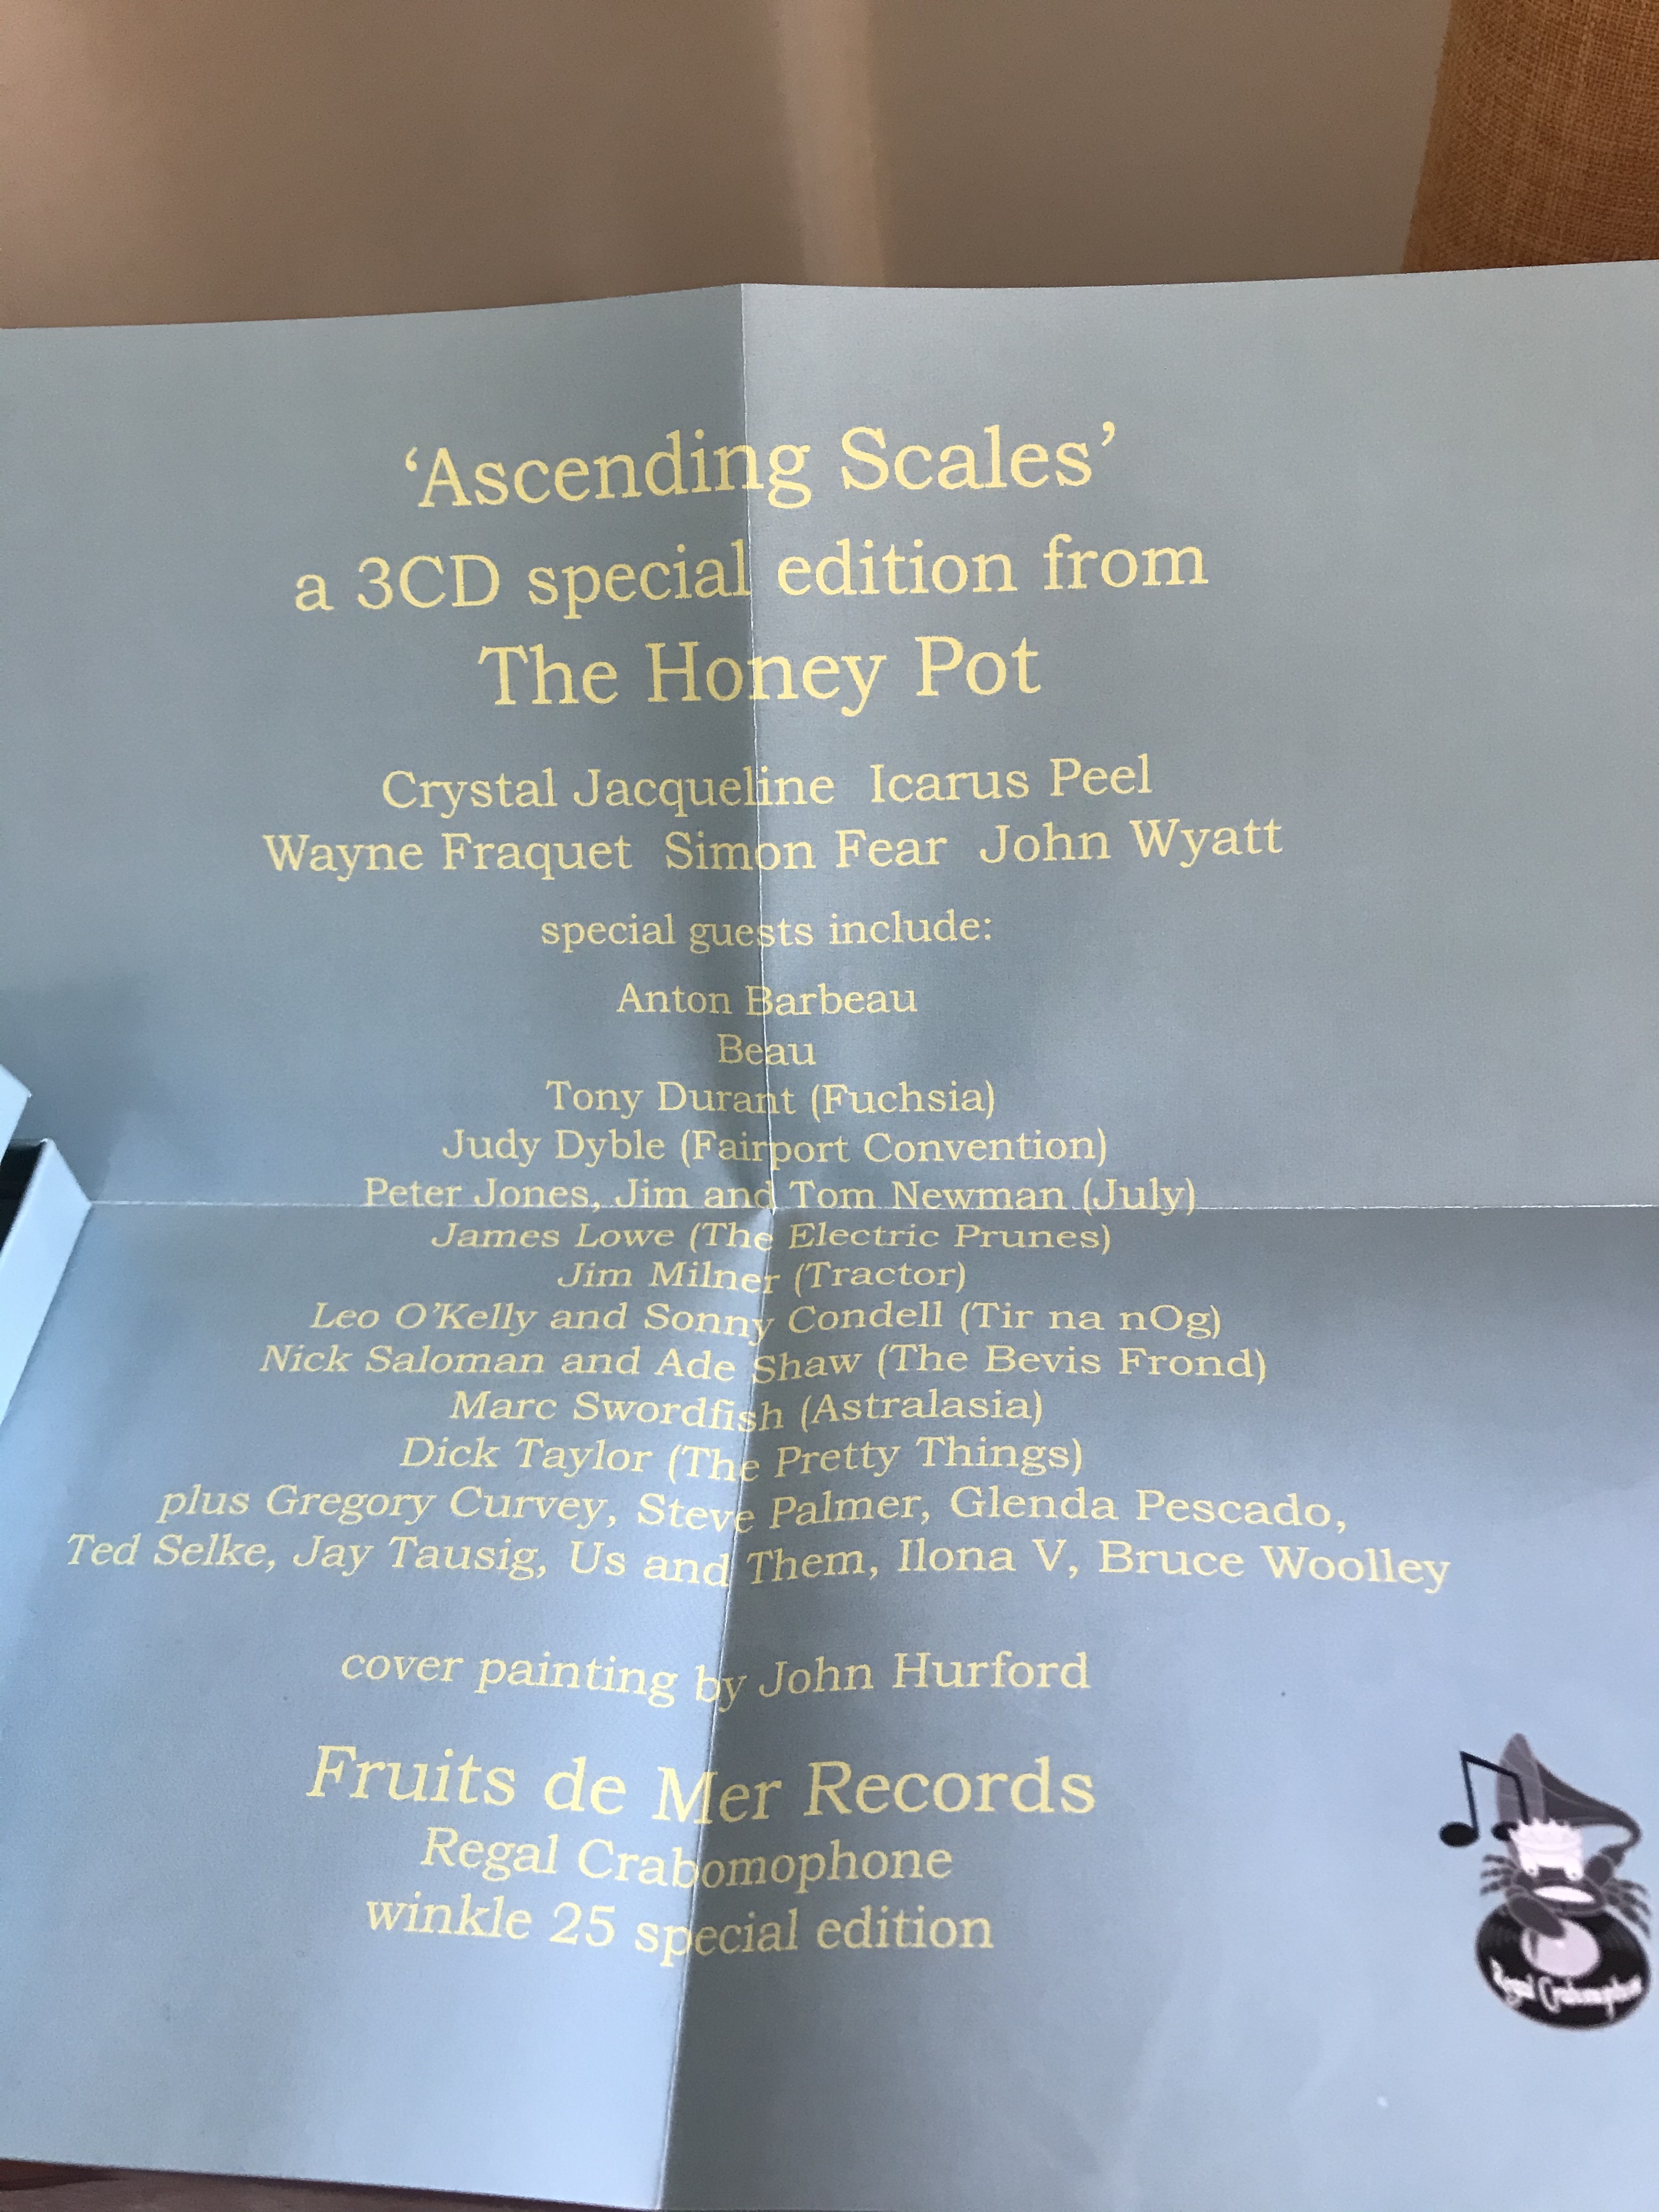 ‘Ascending Scales’
a 3CD special edition from
The Honey Pot
Crystal Jacqueline Icarus Peel
Wayne Fraquet Simon Fear John Wyatt
special guests include:
Anton Barbeau
Beau
Tony Durant (Fuchsia)
Judy Dyble (Fairport Convention)
Peter Jones, Jim and Tom Newman (July)
James Lowe (The Electric Prunes)
Jim Milner (Tractor)
Leo O’Kelly and Sonny Condell (Tir na nOg)
Nick Saloman and Ade Shaw (The Bevis Frond)
Marc Swordfish (Astralasia)
Dick Taylor (The Pretty Things)
plus Gregory Curvey, Steve Palmer, Glenda Pescado,
Ted Selke, Jay Tausig, Us and Them, Ilona V, Bruce Woolley
cover painting by John Hurford
Fruits de Mer Records
Regal Crabomophone
winkle 25 special edition
Regal Crabomophone